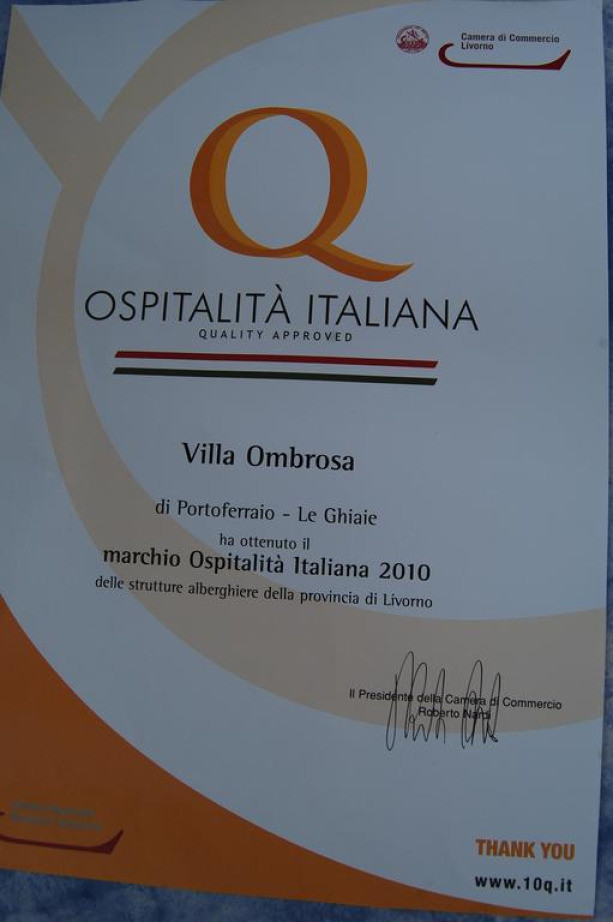 Camera di Commercio
Livorno
Q
OSPITALITÀ ITALIANA
QUALITY APPROVED
Villa Ombrosa
di Portoferraio - Le Ghiaie
ha ottenuto il
marchio Ospitalità Italiana 2010
delle strutture alberghiere della provincia di Livorno
Il Presidente della Camera di Commercio
Roberto Nardi
THANK YOU
www.10q.it